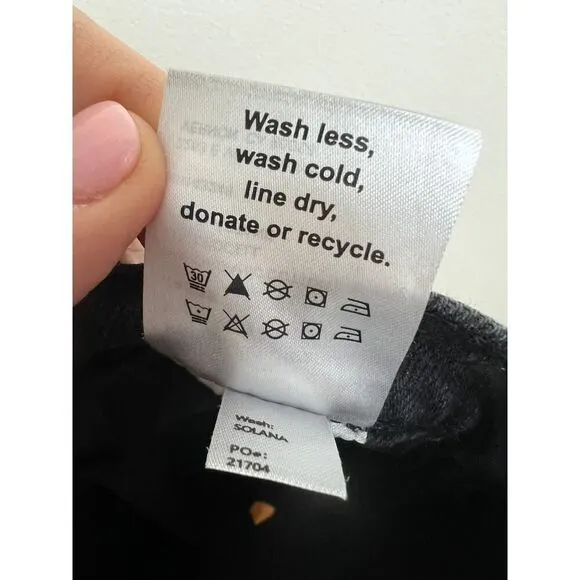 Wash less,
wash cold,
line dry,
donate or recycle.
30
Wash:
SOLANA
PO#:
21704